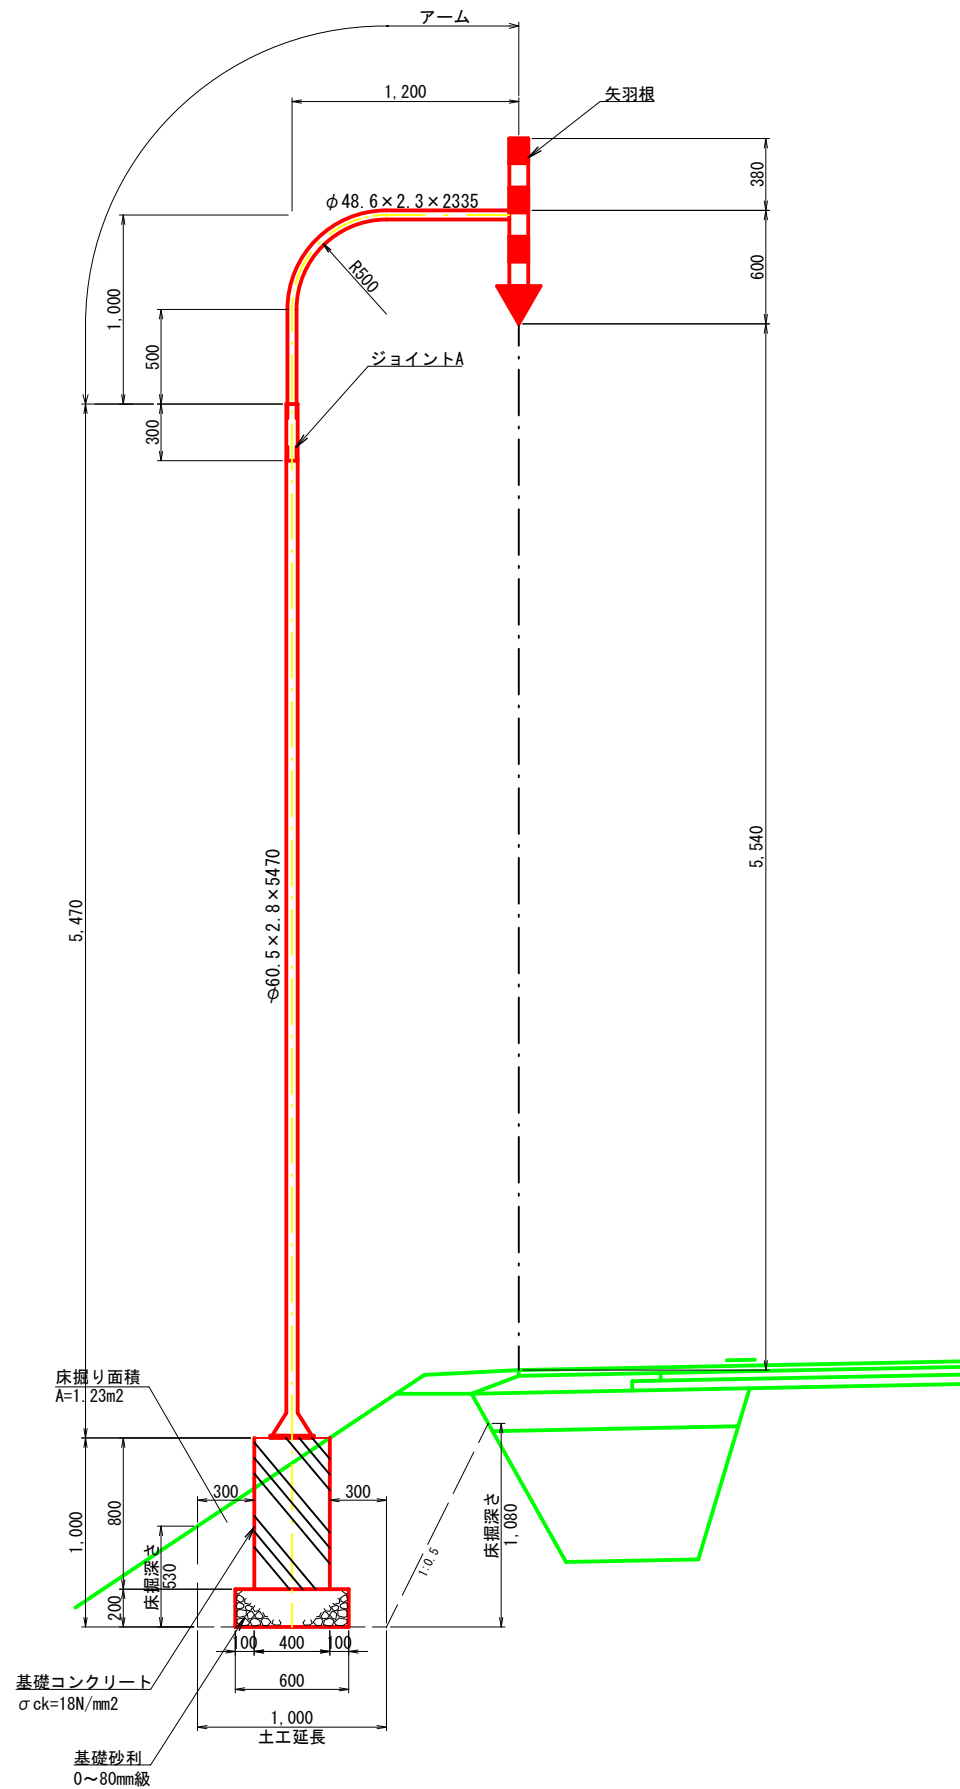 アーム
1,200
矢羽根
380
φ48.6×2.3×2335
600
R500
1,000
500
ジョイントA
300
5,540
φ60.5×2.8×5470
5,470
床掘り面積
A=1.23m2
300
300
800
1,000
床掘深さ
530
1:0.5
床掘深さ
1,080
200
100
400
100
600
基礎コンクリート
σck=18N/mm2
1,000
土工延長
基礎砂利
0～80mm級